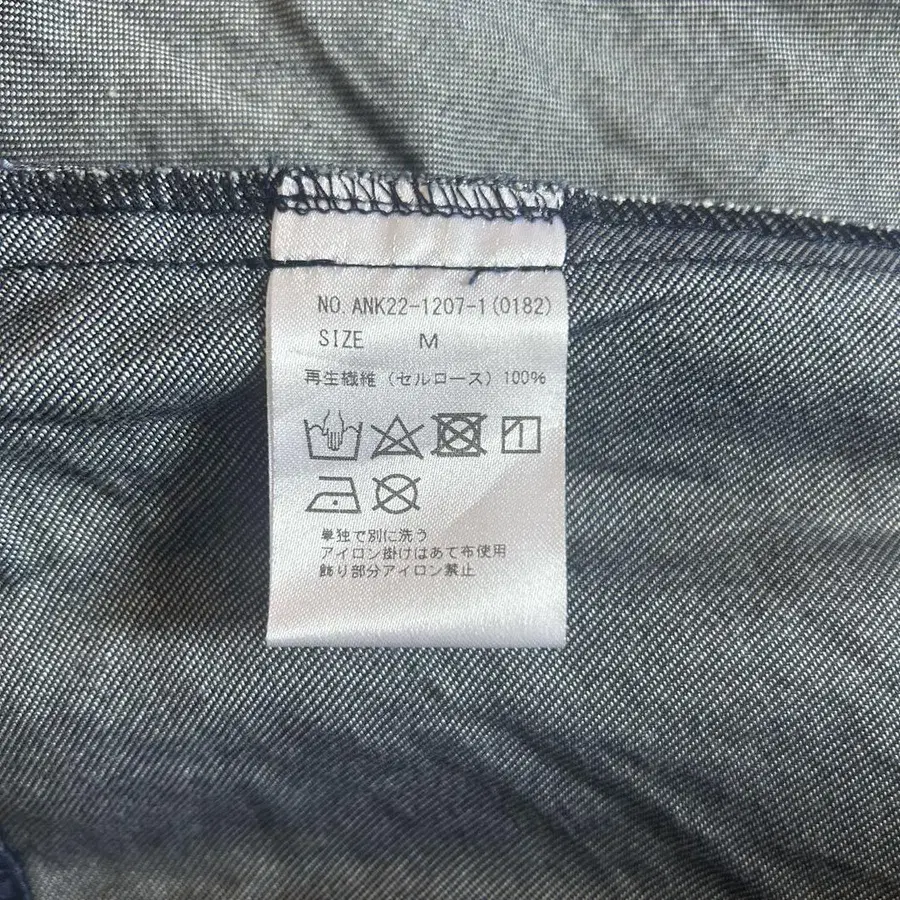 NO. ANK22-1207-1(0182)
SIZE M
再生繊維（セルロース）100%
単独で別に洗う
アイロン掛けはあて布使用
飾り部分アイロン禁止